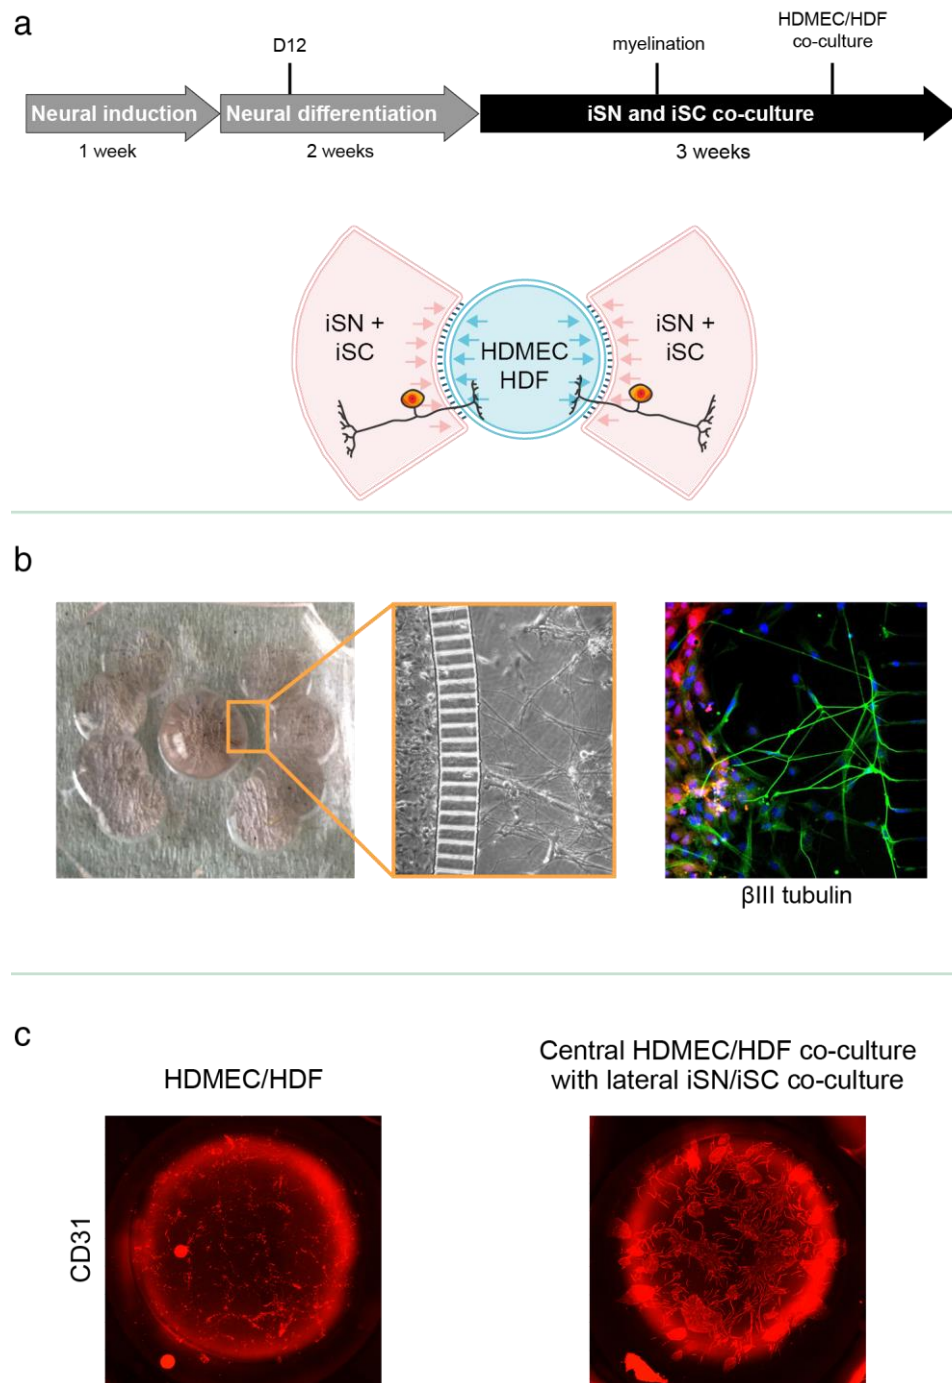 a
D12
myelination
HDMEC/HDF
co-culture
Neural induction
Neural differentiation
iSN and iSC co-culture
1 week
2 weeks
3 weeks
iSN +
iSC
HDMEC
HDF
iSN +
iSC
b
βIII tubulin
c
HDMEC/HDF
Central HDMEC/HDF co-culture
with lateral iSN/iSC co-culture
CD31